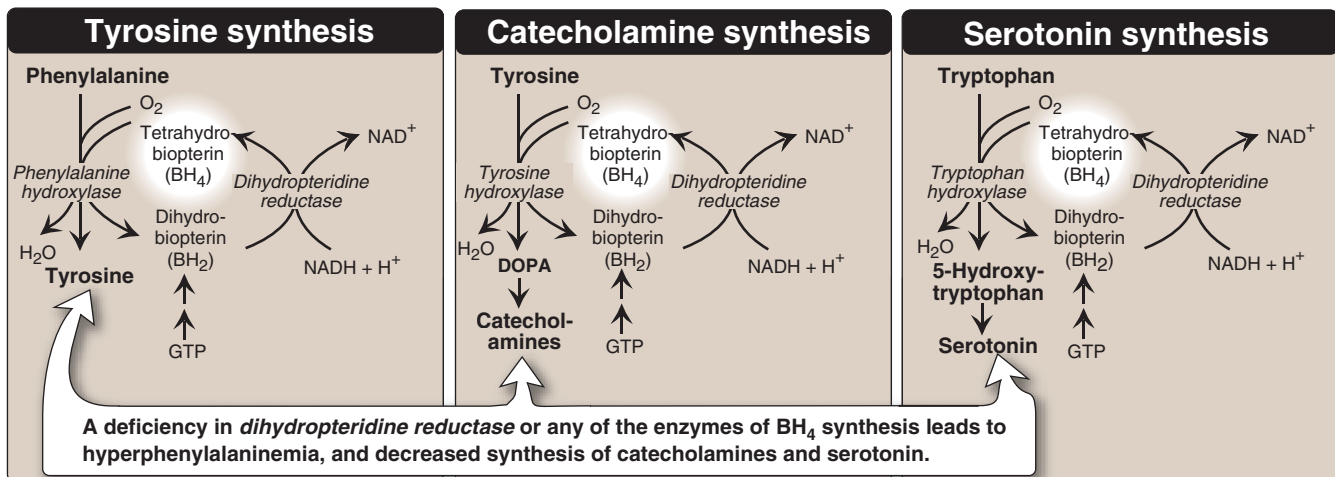 Tyrosine synthesis
Phenylalanine
O2
Tetrahydro-
biopterin
(BH4)
NAD+
Phenylalanine
hydroxylase
Dihydropteridine
reductase
Dihydro-
biopterin
(BH2)
H2O
Tyrosine
NADH + H+
GTP
Catecholamine synthesis
Tyrosine
O2
Tetrahydro-
biopterin
(BH4)
NAD+
Tyrosine
hydroxylase
Dihydropteridine
reductase
Dihydro-
biopterin
(BH2)
H2O
DOPA
NADH + H+
Catechol-
amines
GTP
Serotonin synthesis
Tryptophan
O2
Tetrahydro-
biopterin
(BH4)
NAD+
Tryptophan
hydroxylase
Dihydropteridine
reductase
Dihydro-
biopterin
(BH2)
H2O
5-Hydroxy-
tryptophan
NADH + H+
Serotonin
GTP
A deficiency in dihydropteridine reductase or any of the enzymes of BH4 synthesis leads to
hyperphenylalaninemia, and decreased synthesis of catecholamines and serotonin.